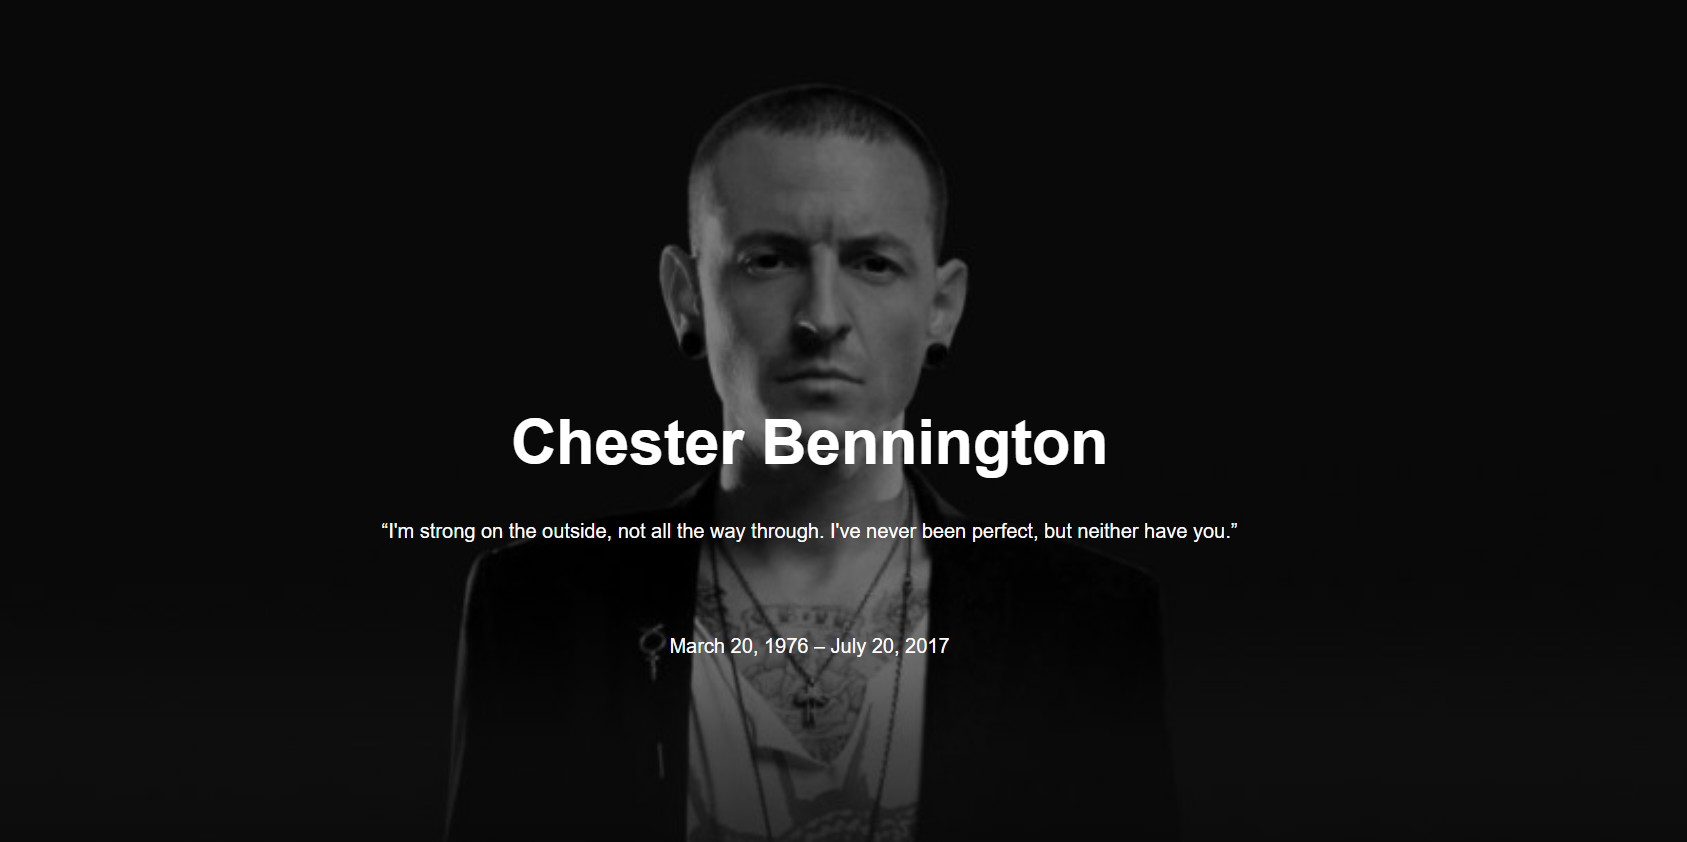 Chester Bennington
“I'm strong on the outside, not all the way through. I've never been perfect, but neither have you.”
March 20, 1976 – July 20, 2017